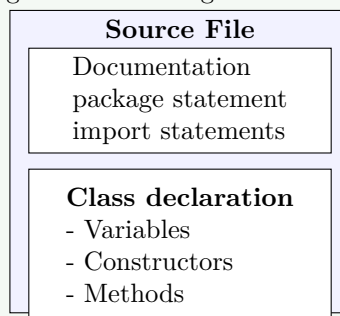 Source File
Documentation
package statement
import statements
Class declaration
- Variables
- Constructors
- Methods